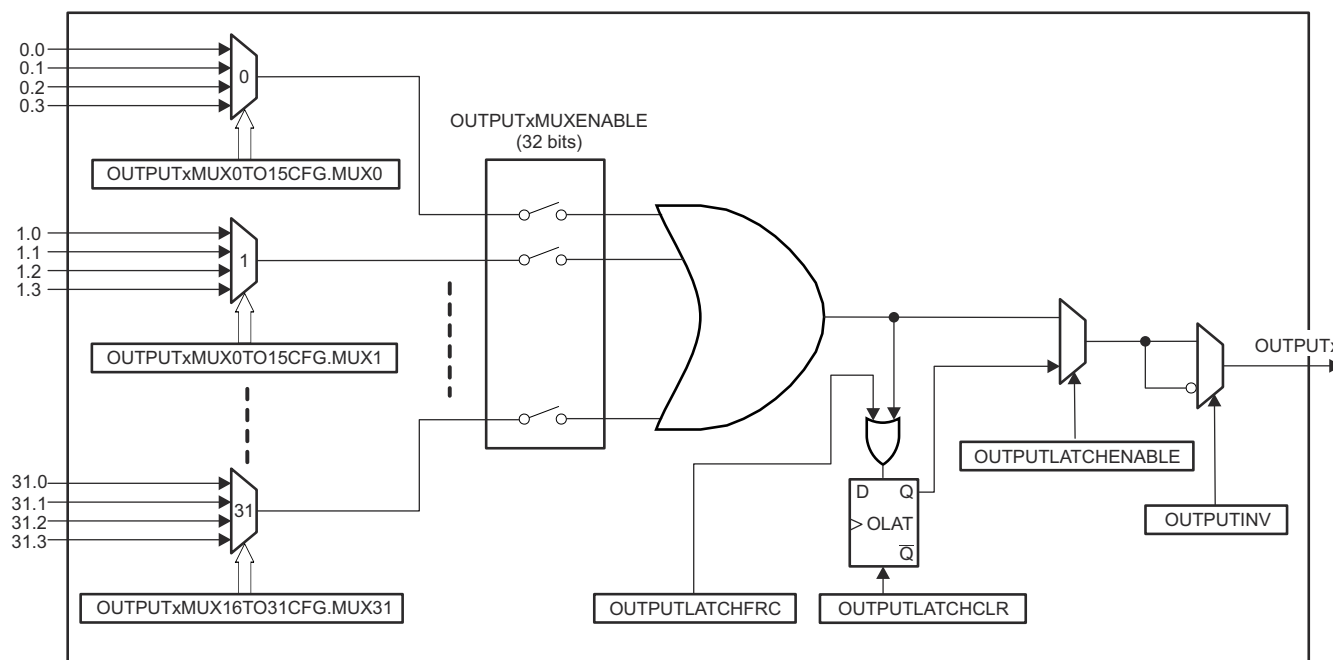 0.0
0.1
0.2
0.3
0
OUTPUTxMUX0TO15CFG.MUX0
OUTPUTxMUXENABLE
(32 bits)
1.0
1.1
1.2
1.3
1
OUTPUTxMUX0TO15CFG.MUX1
31.0
31.1
31.2
31.3
31
OUTPUTxMUX16TO31CFG.MUX31
D Q
OLAT
Q̅
OUTPUTLATCHFRC
OUTPUTLATCHCLR
OUTPUTLATCHENABLE
OUTPUTINV
OUTPUTx